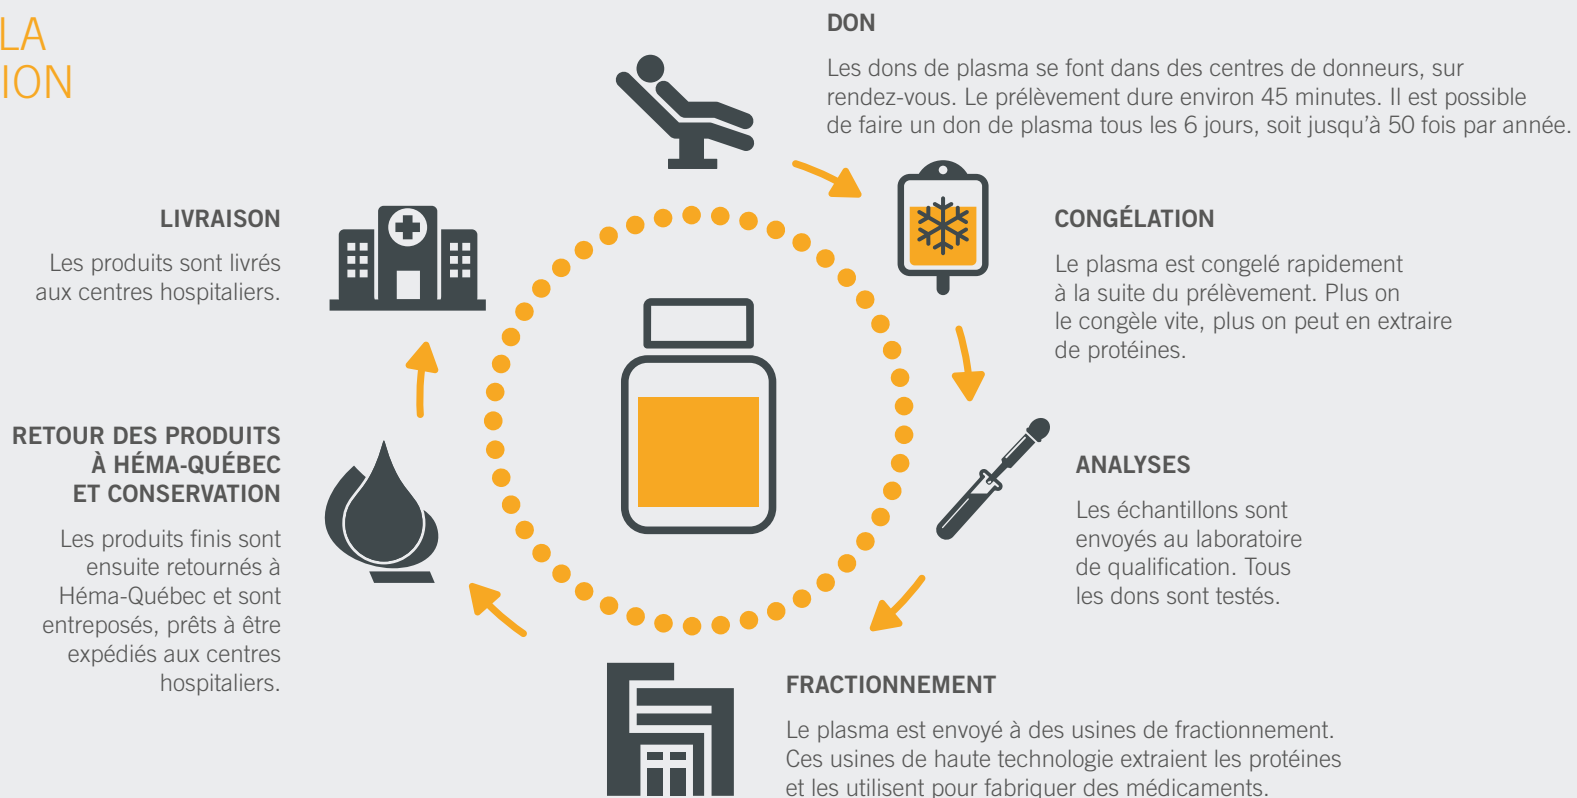 LA
ION
DON
Les dons de plasma se font dans des centres de donneurs, sur
rendez-vous. Le prélèvement dure environ 45 minutes. Il est possible
de faire un don de plasma tous les 6 jours, soit jusqu’à 50 fois par année.
CONGÉLATION
Le plasma est congelé rapidement
à la suite du prélèvement. Plus on
le congèle vite, plus on peut en extraire
de protéines.
ANALYSES
Les échantillons sont
envoyés au laboratoire
de qualification. Tous
les dons sont testés.
FRACTIONNEMENT
Le plasma est envoyé à des usines de fractionnement.
Ces usines de haute technologie extraient les protéines
et les utilisent pour fabriquer des médicaments.
RETOUR DES PRODUITS
À HÉMA-QUÉBEC
ET CONSERVATION
Les produits finis sont
ensuite retournés à
Héma-Québec et sont
entreposés, prêts à être
expédiés aux centres
hospitaliers.
LIVRAISON
Les produits sont livrés
aux centres hospitaliers.